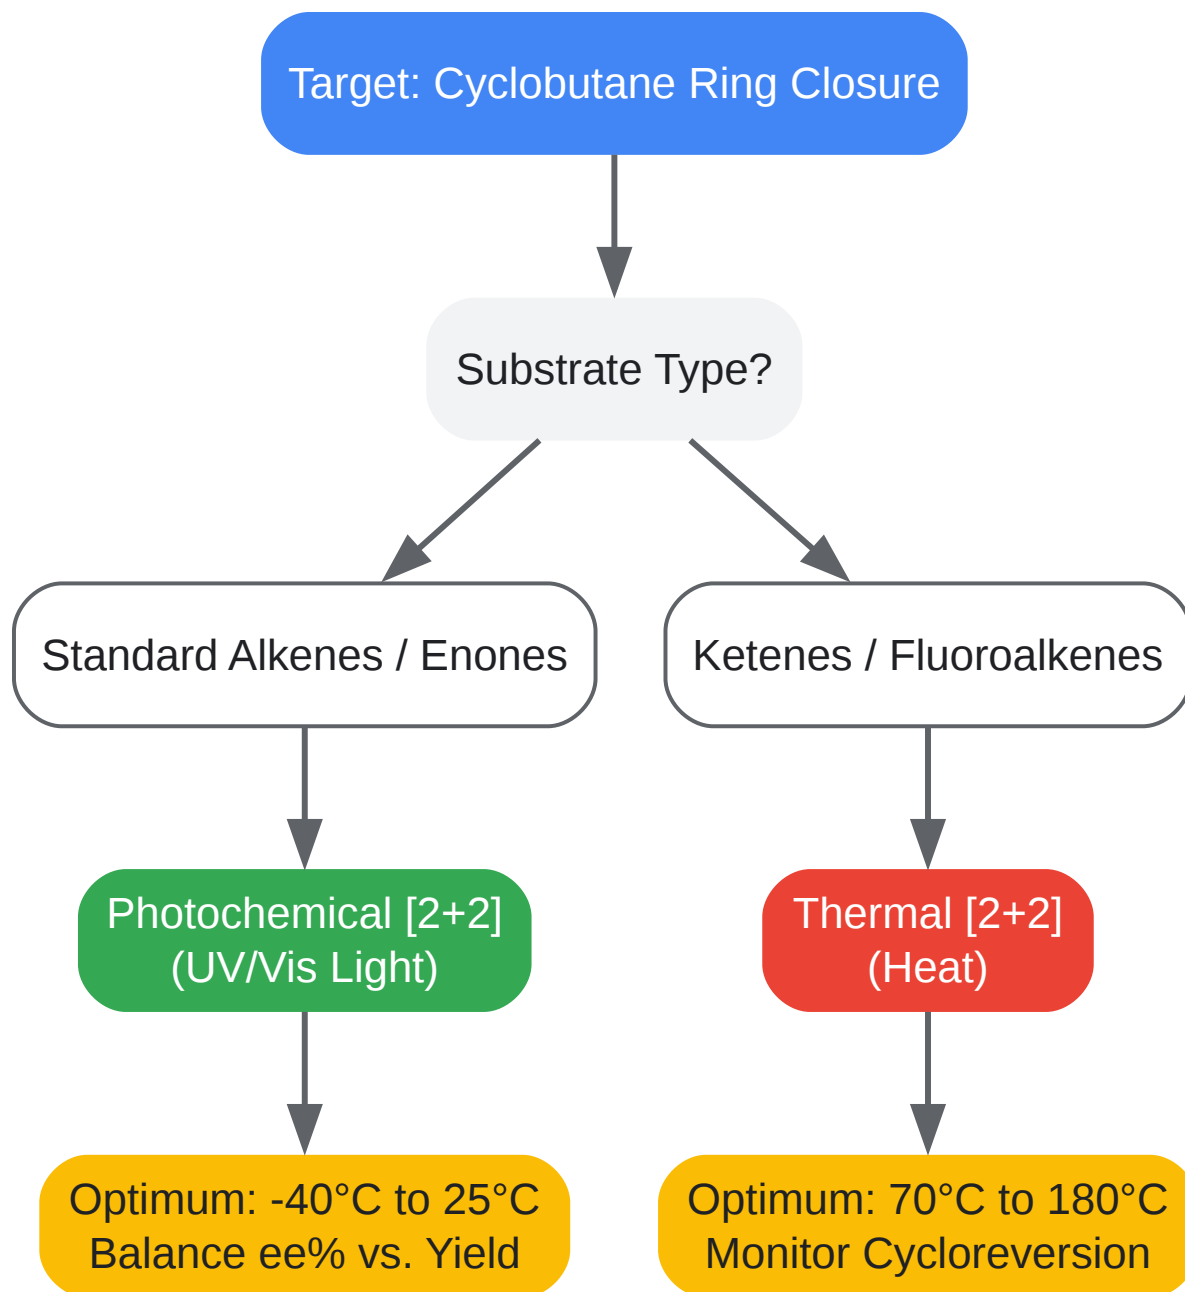 Target: Cyclobutane Ring Closure
Substrate Type?
Standard Alkenes / Enones
Ketenes / Fluoroalkenes
Photochemical [2+2]
(UV/Vis Light)
Thermal [2+2]
(Heat)
Optimum: -40°C to 25°C
Balance ee% vs. Yield
Optimum: 70°C to 180°C
Monitor Cycloreversion